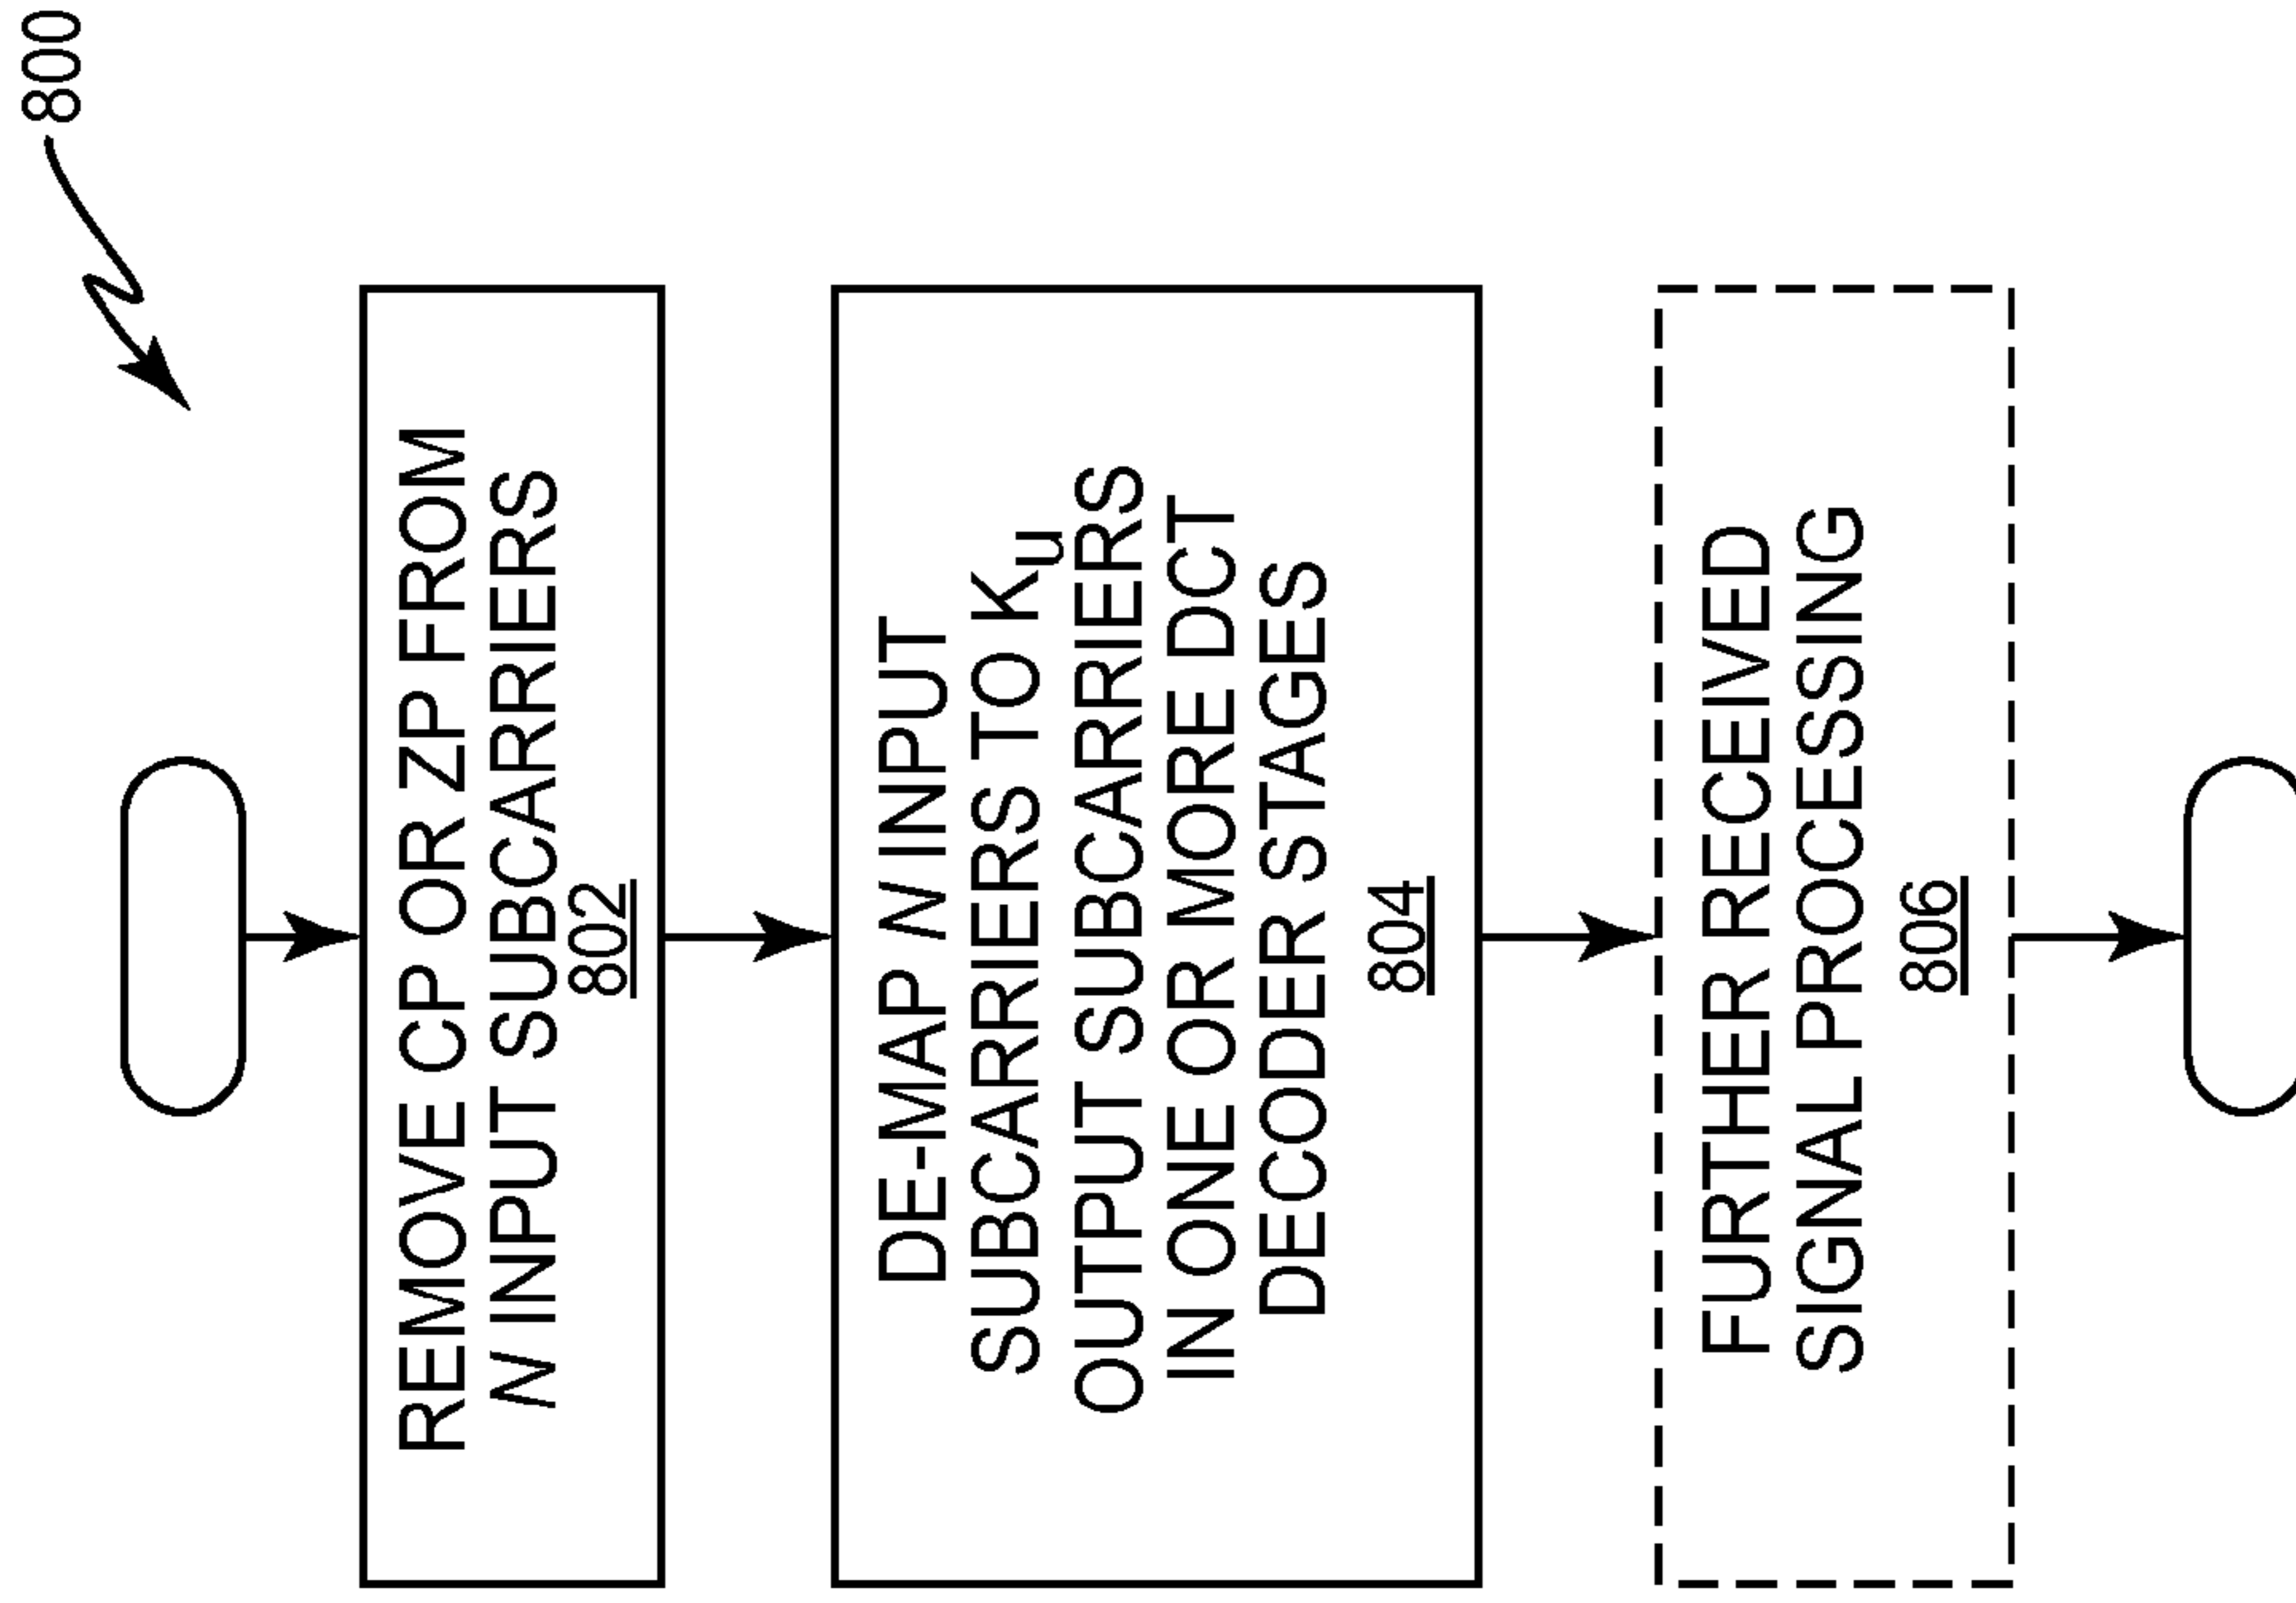 800
REMOVE CP OR ZP FROM
N INPUT SUBCARRIERS
802
DE-MAP N INPUT
SUBCARRIERS TO Ku
OUTPUT SUBCARRIERS
IN ONE OR MORE DCT
DECODER STAGES
804
FURTHER RECEIVED
SIGNAL PROCESSING
806